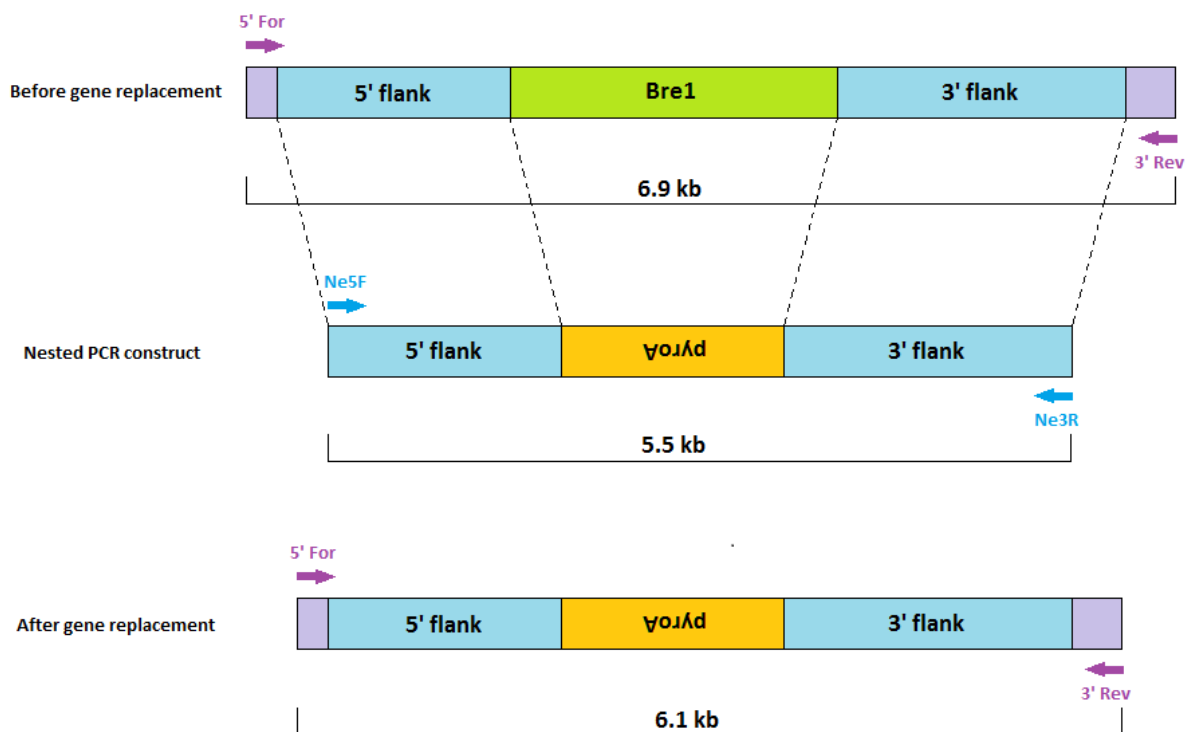 5' For
Before gene replacement
5' flank
Bre1
3' flank
3' Rev
6.9 kb
Ne5F
Nested PCR construct
5' flank
pyroA
3' flank
Ne3R
5.5 kb
5' For
After gene replacement
5' flank
pyroA
3' flank
3' Rev
6.1 kb